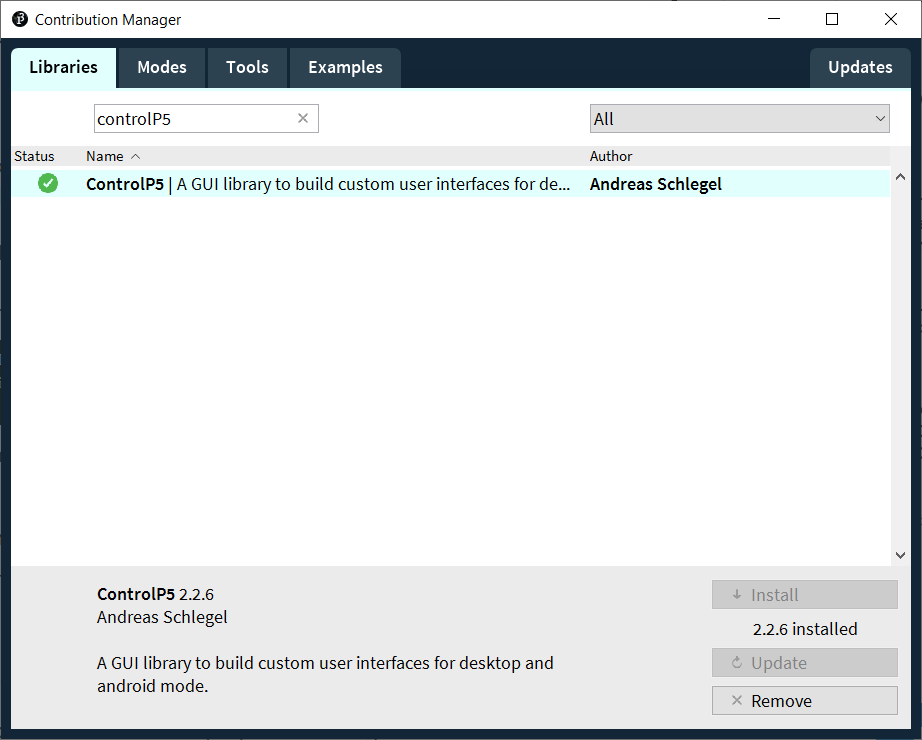 Contribution Manager
Libraries Modes Tools Examples Updates
controlP5 All
Status Name Author
ControlP5 | A GUI library to build custom user interfaces for de... Andreas Schlegel
ControlP5 2.2.6
Andreas Schlegel
A GUI library to build custom user interfaces for desktop and
android mode.
Install
2.2.6 installed
Update
Remove